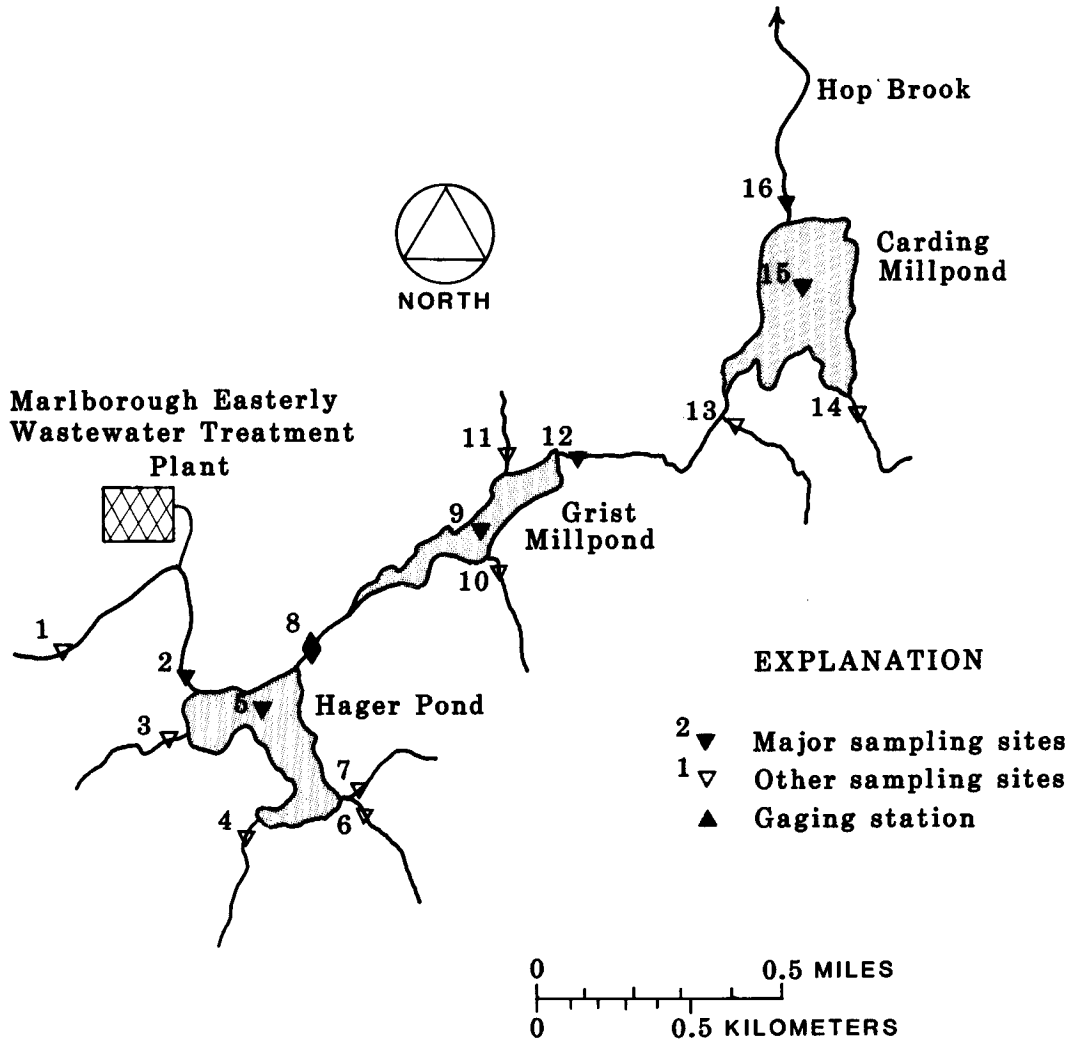 Hop Brook
16
Carding
Millpond
15
NORTH
Marlborough Easterly
Wastewater Treatment
Plant
13
14
11
12
9
Grist
Millpond
10
1
8
2
5
Hager Pond
3
7
4
6
EXPLANATION
2 Major sampling sites
1 Other sampling sites
Gaging station
0 0.5 MILES
0 0.5 KILOMETERS